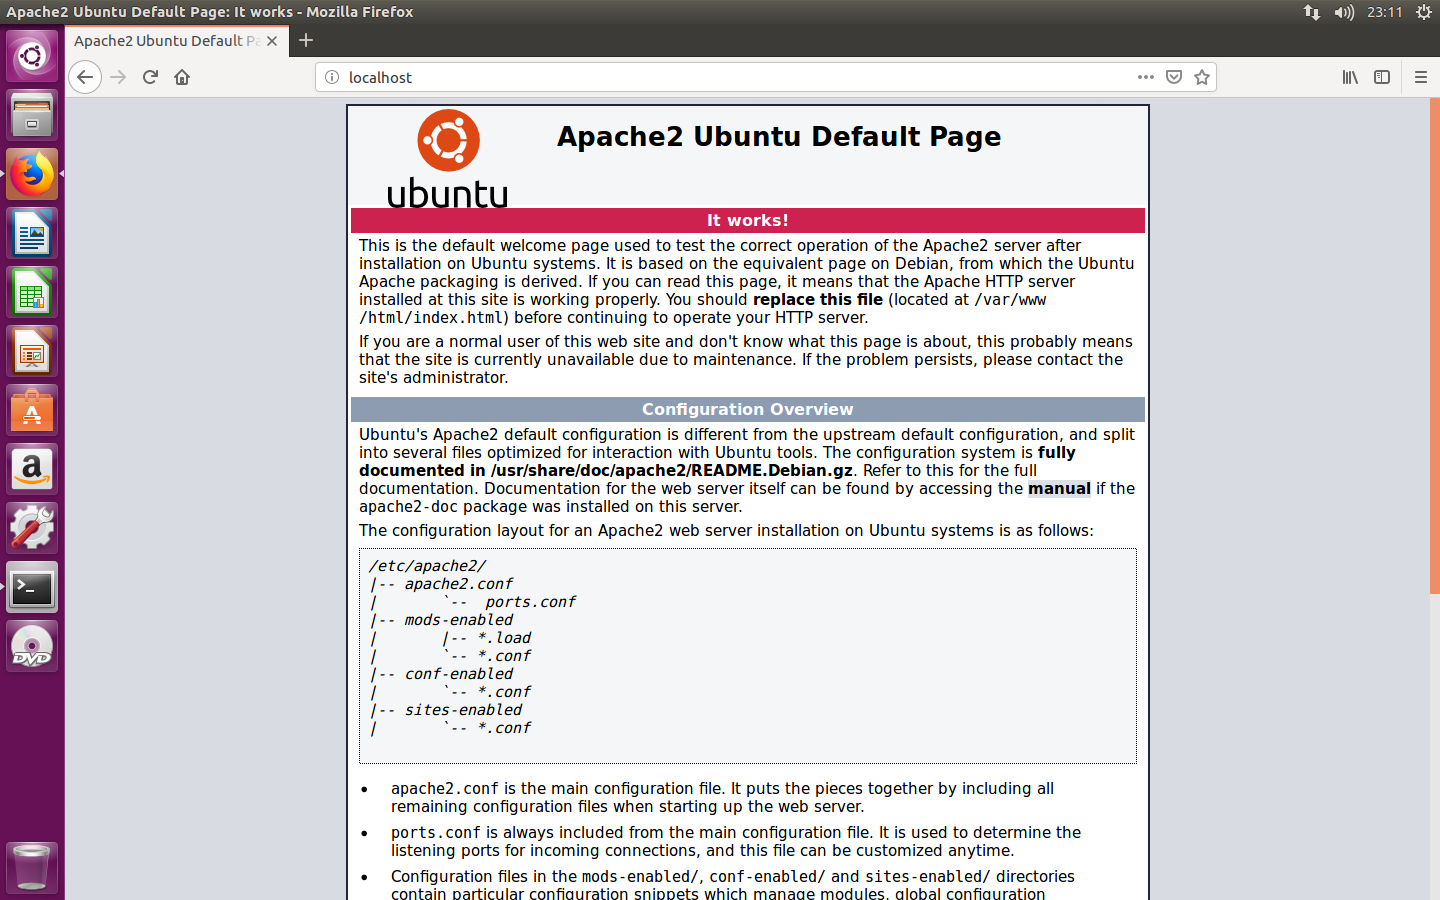 Apache2 Ubuntu Default Page: It works - Mozilla Firefox
23:11
Apache2 Ubuntu Default Pa
localhost
ubuntu
Apache2 Ubuntu Default Page
It works!
This is the default welcome page used to test the correct operation of the Apache2 server after
installation on Ubuntu systems. It is based on the equivalent page on Debian, from which the Ubuntu
Apache packaging is derived. If you can read this page, it means that the Apache HTTP server
installed at this site is working properly. You should replace this file (located at /var/www
/html/index.html) before continuing to operate your HTTP server.
If you are a normal user of this web site and don't know what this page is about, this probably means
that the site is currently unavailable due to maintenance. If the problem persists, please contact the
site's administrator.
Configuration Overview
Ubuntu's Apache2 default configuration is different from the upstream default configuration, and split
into several files optimized for interaction with Ubuntu tools. The configuration system is fully
documented in /usr/share/doc/apache2/README.Debian.gz. Refer to this for the full
documentation. Documentation for the web server itself can be found by accessing the manual if the
apache2-doc package was installed on this server.
The configuration layout for an Apache2 web server installation on Ubuntu systems is as follows:
/etc/apache2/
|-- apache2.conf
|       `--  ports.conf
|-- mods-enabled
|       |-- *.load
|       `-- *.conf
|-- conf-enabled
|       `-- *.conf
|-- sites-enabled
|       `-- *.conf
• apache2.conf is the main configuration file. It puts the pieces together by including all
remaining configuration files when starting up the web server.
• ports.conf is always included from the main configuration file. It is used to determine the
listening ports for incoming connections, and this file can be customized anytime.
• Configuration files in the mods-enabled/, conf-enabled/ and sites-enabled/ directories
contain particular configuration snippets which manage modules, global configuration
a
A
>_
DVD